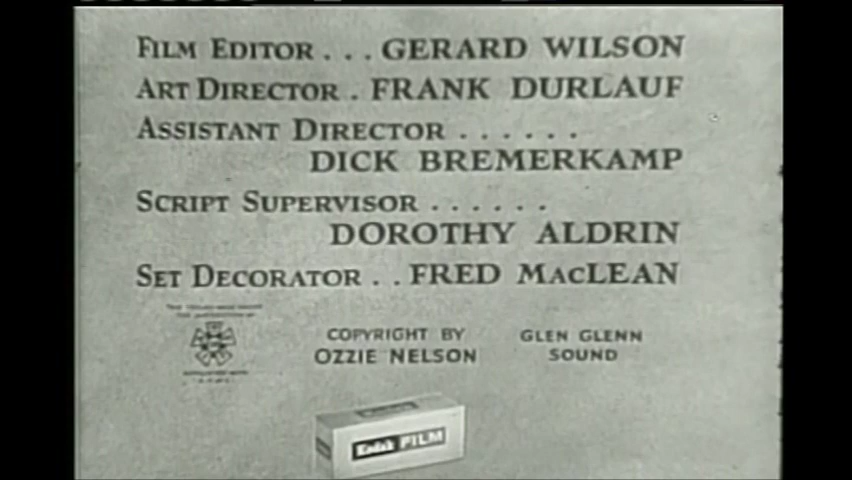 FILM EDITOR . . . GERARD WILSON
ART DIRECTOR . FRANK DURLAUF
ASSISTANT DIRECTOR . . . . . .
DICK BREMERKAMP
SCRIPT SUPERVISOR . . . . . .
DOROTHY ALDRIN
SET DECORATOR . . FRED MACLEAN
COPYRIGHT BY
OZZIE NELSON
GLEN GLENN
SOUND
Kodak FILM